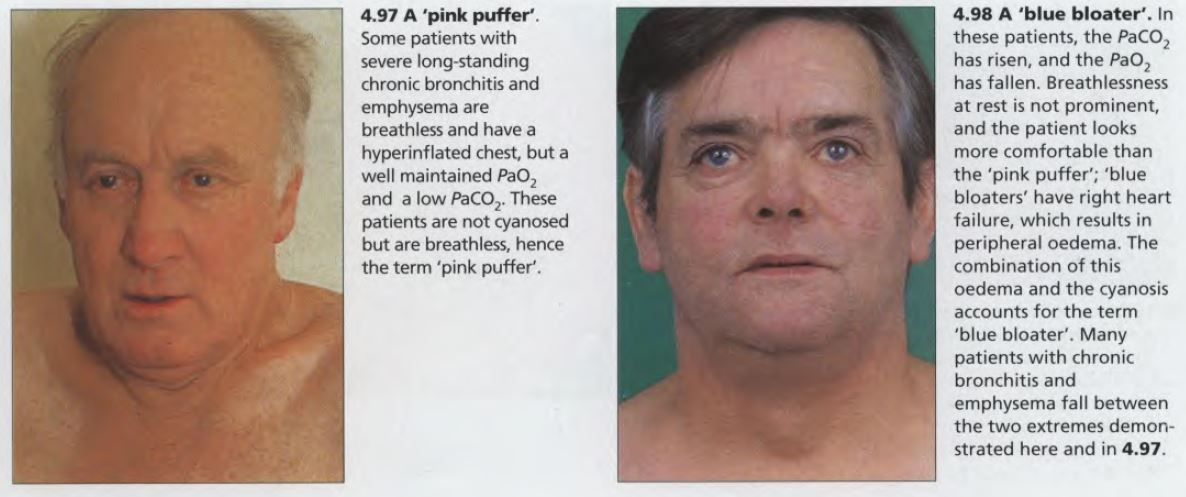 4.97 A ‘pink puffer’.
Some patients with
severe long-standing
chronic bronchitis and
emphysema are
breathless and have a
hyperinflated chest, but a
well maintained PaO₂
and a low PaCO₂. These
patients are not cyanosed
but are breathless, hence
the term ‘pink puffer’.
4.98 A ‘blue bloater’. In
these patients, the PaCO₂
has risen, and the PaO₂
has fallen. Breathlessness
at rest is not prominent,
and the patient looks
more comfortable than
the ‘pink puffer’; ‘blue
bloaters’ have right heart
failure, which results in
peripheral oedema. The
combination of this
oedema and the cyanosis
accounts for the term
‘blue bloater’. Many
patients with chronic
bronchitis and
emphysema fall between
the two extremes demon-
strated here and in 4.97.